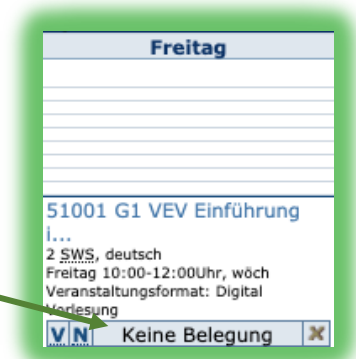 Freitag
51001 G1 VEV Einführung
i...
2 SWS, deutsch
Freitag 10:00-12:00Uhr, wöch
Veranstaltungsformat: Digital
Vorlesung
V N Keine Belegung X